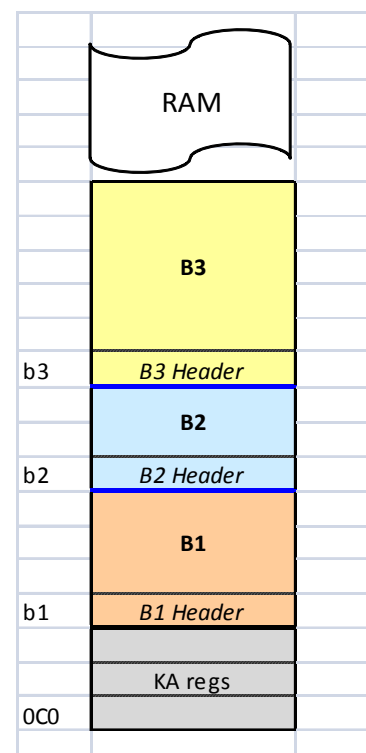 RAM
B3
b3 B3 Header
B2
b2 B2 Header
B1
b1 B1 Header
KA regs
0C0